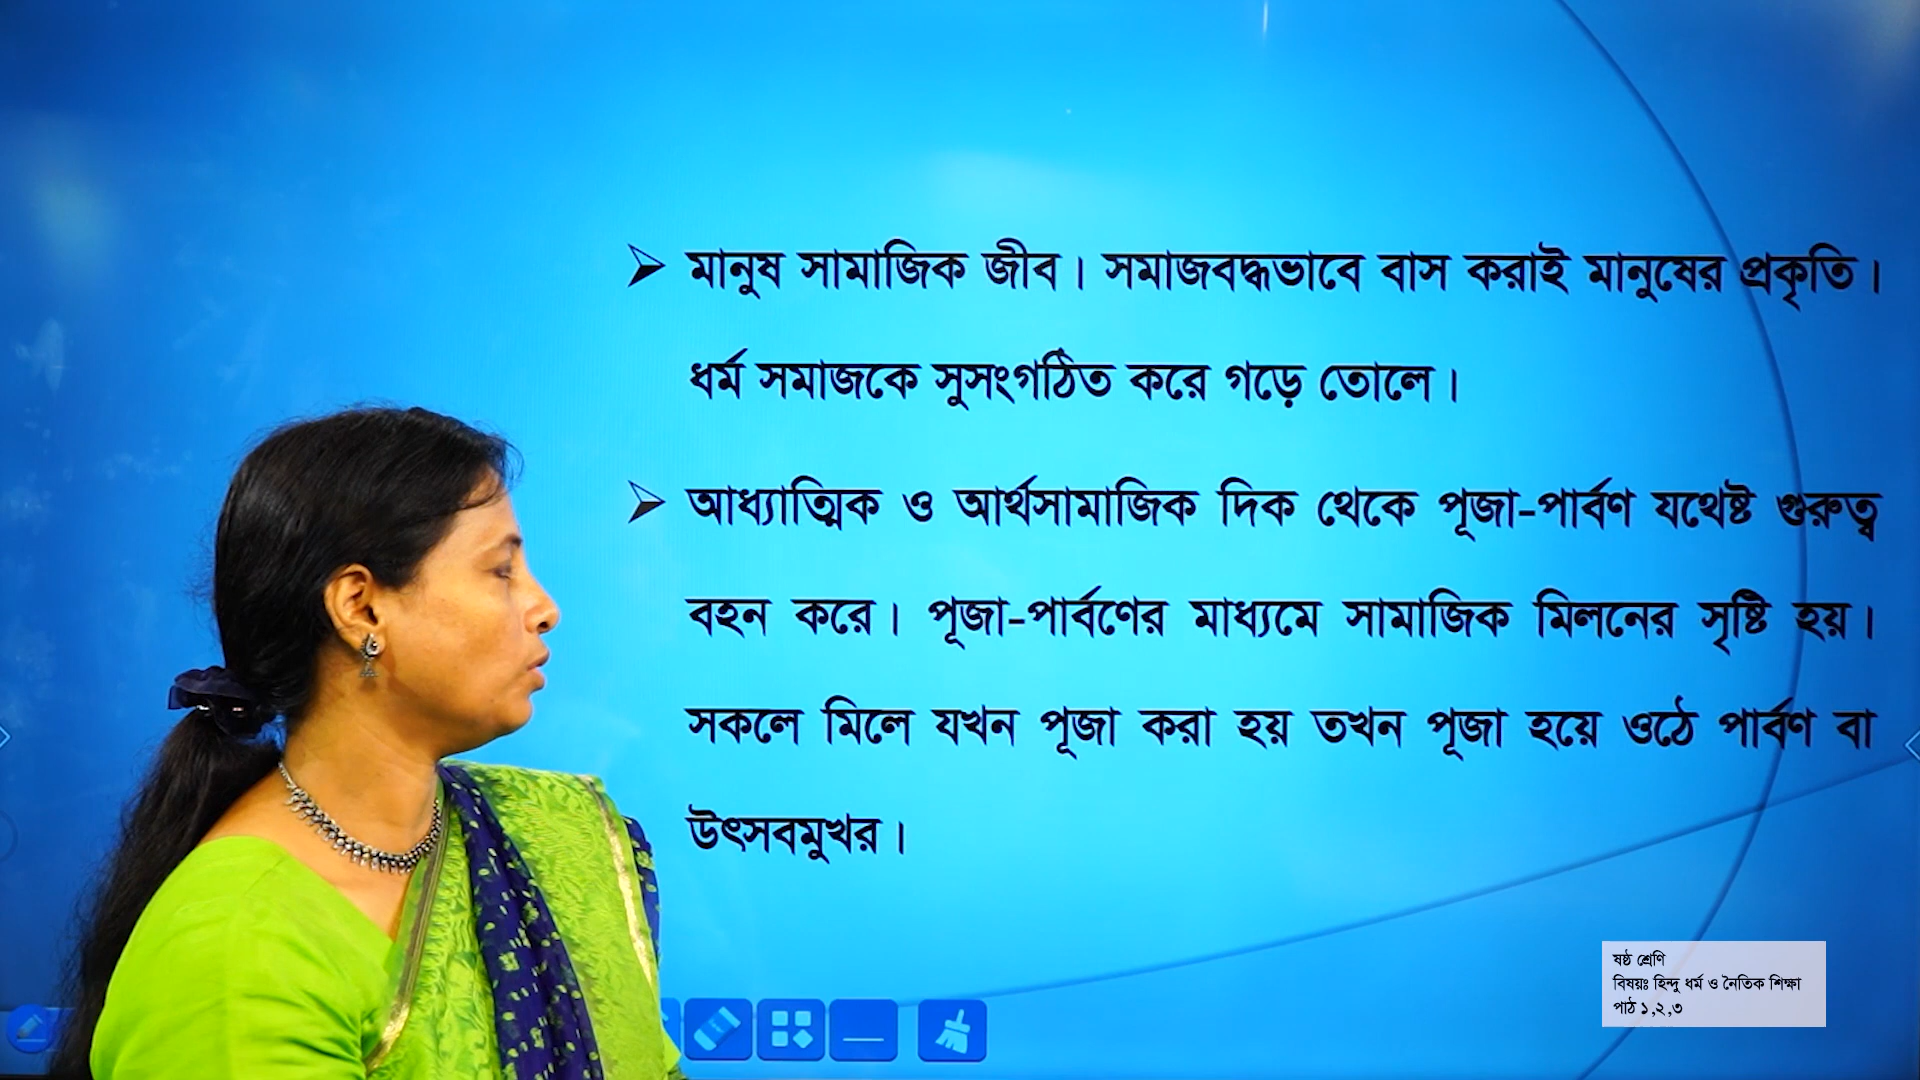 ➢ মানুষ সামাজিক জীব। সমাজবদ্ধভাবে বাস করাই মানুষের প্রকৃতি।
ধর্ম সমাজকে সুসংগঠিত করে গড়ে তোলে।
➢ আধ্যাত্মিক ও আর্থসামাজিক দিক থেকে পূজা-পার্বণ যথেষ্ট গুরুত্ব
বহন করে। পূজা-পার্বণের মাধ্যমে সামাজিক মিলনের সৃষ্টি হয়।
সকলে মিলে যখন পূজা করা হয় তখন পূজা হয়ে ওঠে পার্বণ বা
উৎসবমুখর।
ষষ্ঠ শ্রেণি
বিষয়ঃ হিন্দু ধর্ম ও নৈতিক শিক্ষা
পাঠ ১,২,৩